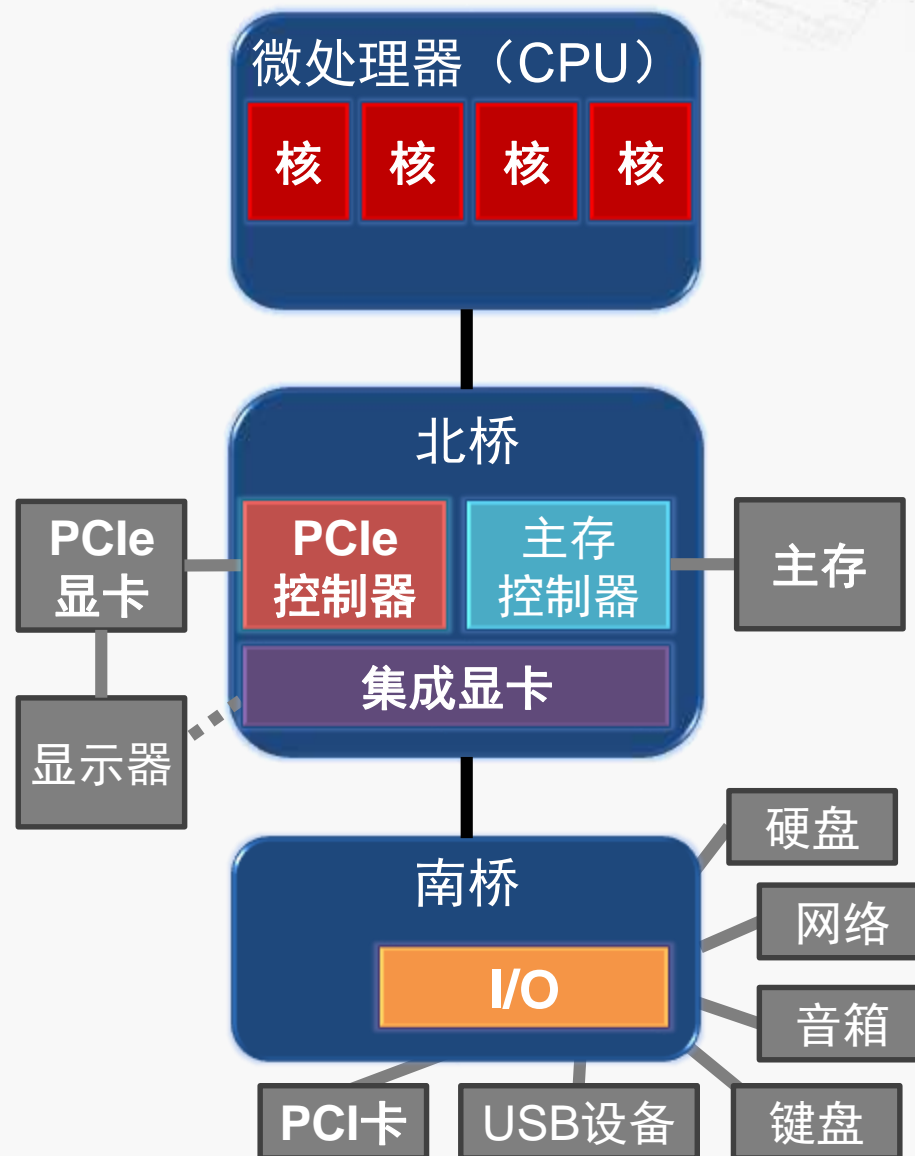 微处理器（CPU）
核 核 核 核
北桥
PCIe
显卡
PCIe
控制器
主存
控制器
主存
集成显卡
显示器
硬盘
南桥
网络
I/O
音箱
PCI卡
USB设备
键盘